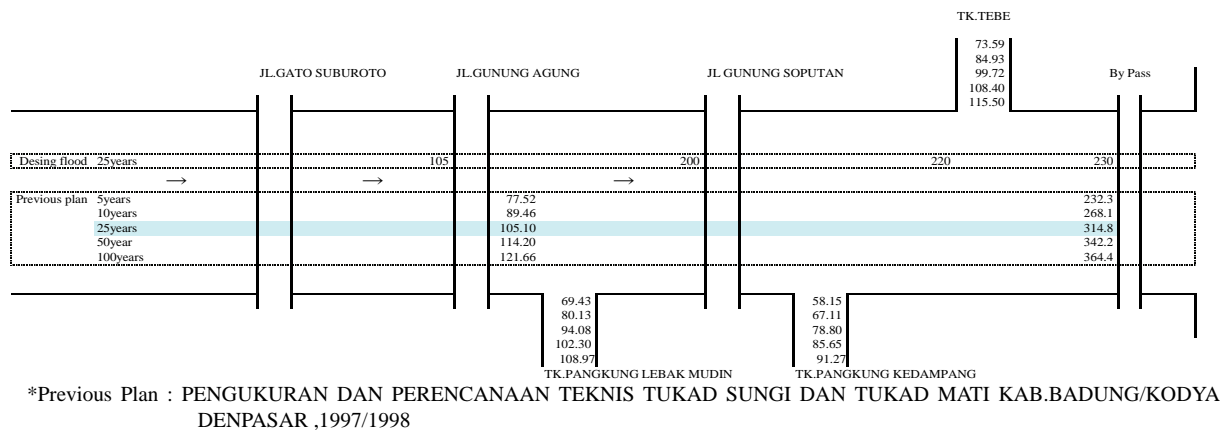 TK.TEBE
73.59
84.93
99.72
108.40
115.50
JL.GATO SUBUROTO JL.GUNUNG AGUNG JL GUNUNG SOPUTAN By Pass
Desing flood 25years 105 200 220 230
→ → →
Previous plan 5years 77.52 232.3
10years 89.46 268.1
25years 105.10 314.8
50year 114.20 342.2
100years 121.66 364.4
69.43 58.15
80.13 67.11
94.08 78.80
102.30 85.65
108.97 91.27
TK.PANGKUNG LEBAK MUDIN TK.PANGKUNG KEDAMPANG
*Previous Plan : PENGUKURAN DAN PERENCANAAN TEKNIS TUKAD SUNGI DAN TUKAD MATI KAB.BADUNG/KODYA
DENPASAR ,1997/1998